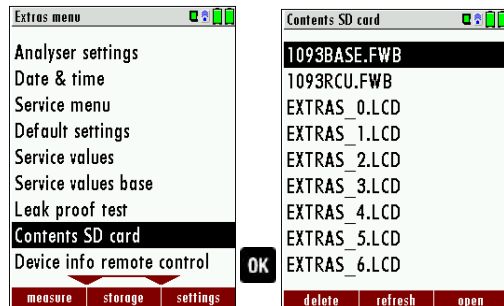 Extras menu
Analyser settings
Date & time
Service menu
Default settings
Service values
Service values base
Leak proof test
Contents SD card
Device info remote control
measure storage settings
OK
Contents SD card
1093BASE.FWB
1093RCU.FWB
EXTRAS_0.LCD
EXTRAS_1.LCD
EXTRAS_2.LCD
EXTRAS_3.LCD
EXTRAS_4.LCD
EXTRAS_5.LCD
EXTRAS_6.LCD
delete refresh open